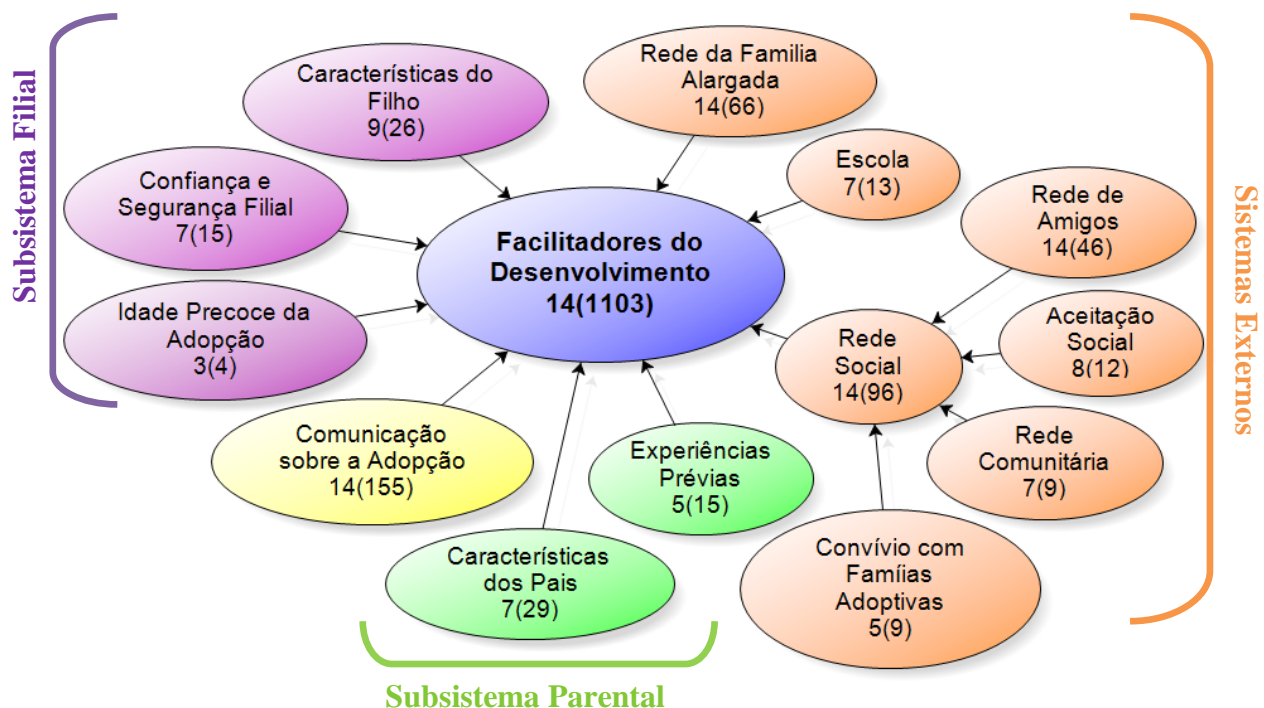 Subsistema Filial
Características do
Filho
9(26)
Confiança e
Segurança Filial
7(15)
Idade Precoce da
Adopção
3(4)
Rede da Familia
Alargada
14(66)
Escola
7(13)
Rede de
Amigos
14(46)
Aceitação
Social
8(12)
Rede
Social
14(96)
Rede
Comunitária
7(9)
Convívio com
Famíias
Adoptivas
5(9)
Sistemas Externos
Facilitadores do
Desenvolvimento
14(1103)
Comunicação
sobre a Adopção
14(155)
Experiências
Prévias
5(15)
Características
dos Pais
7(29)
Subsistema Parental